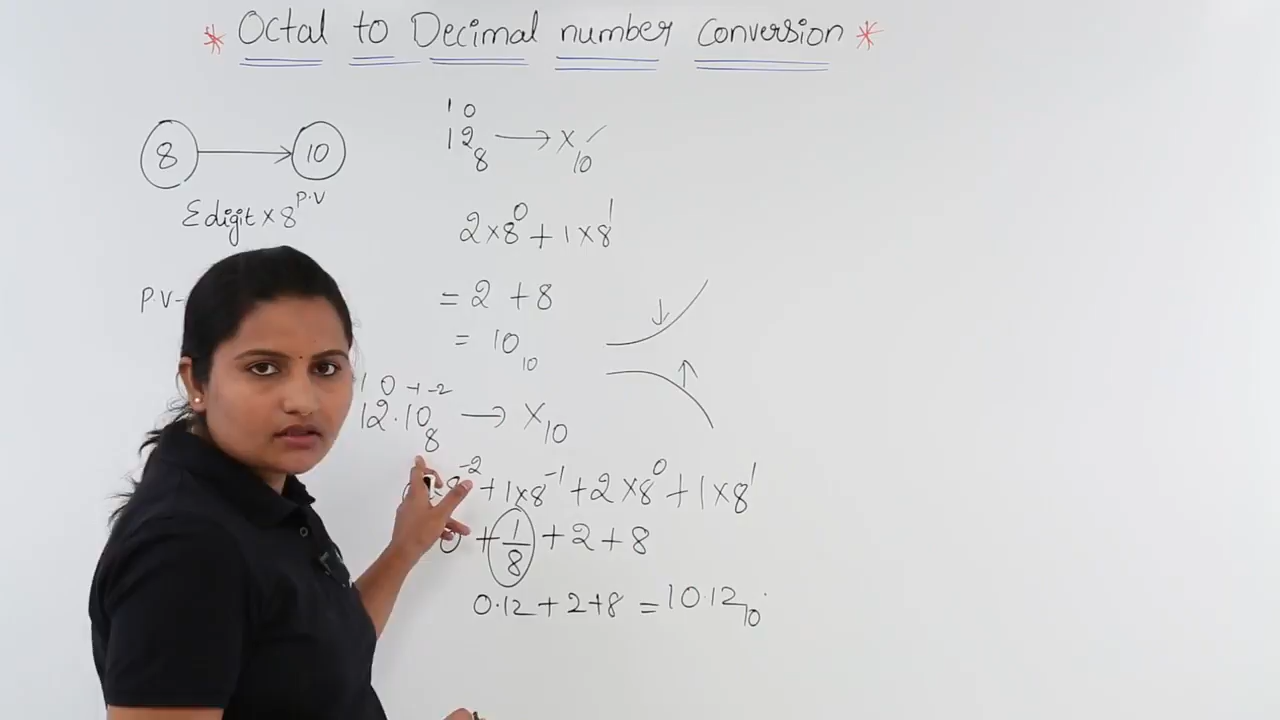 * Octal to Decimal number conversion *
8 → 10
Σdigit×8^P.V
P.V-
1 0
12₈ → X₁₀
2×8⁰+1×8¹
= 2 + 8
= 10₁₀
1 0 -1 -2
12.10₈ → X₁₀
8⁻²+1×8⁻¹+2×8⁰+1×8¹
0 + 1/8 + 2 + 8
0.12+2+8 = 10.12₁₀